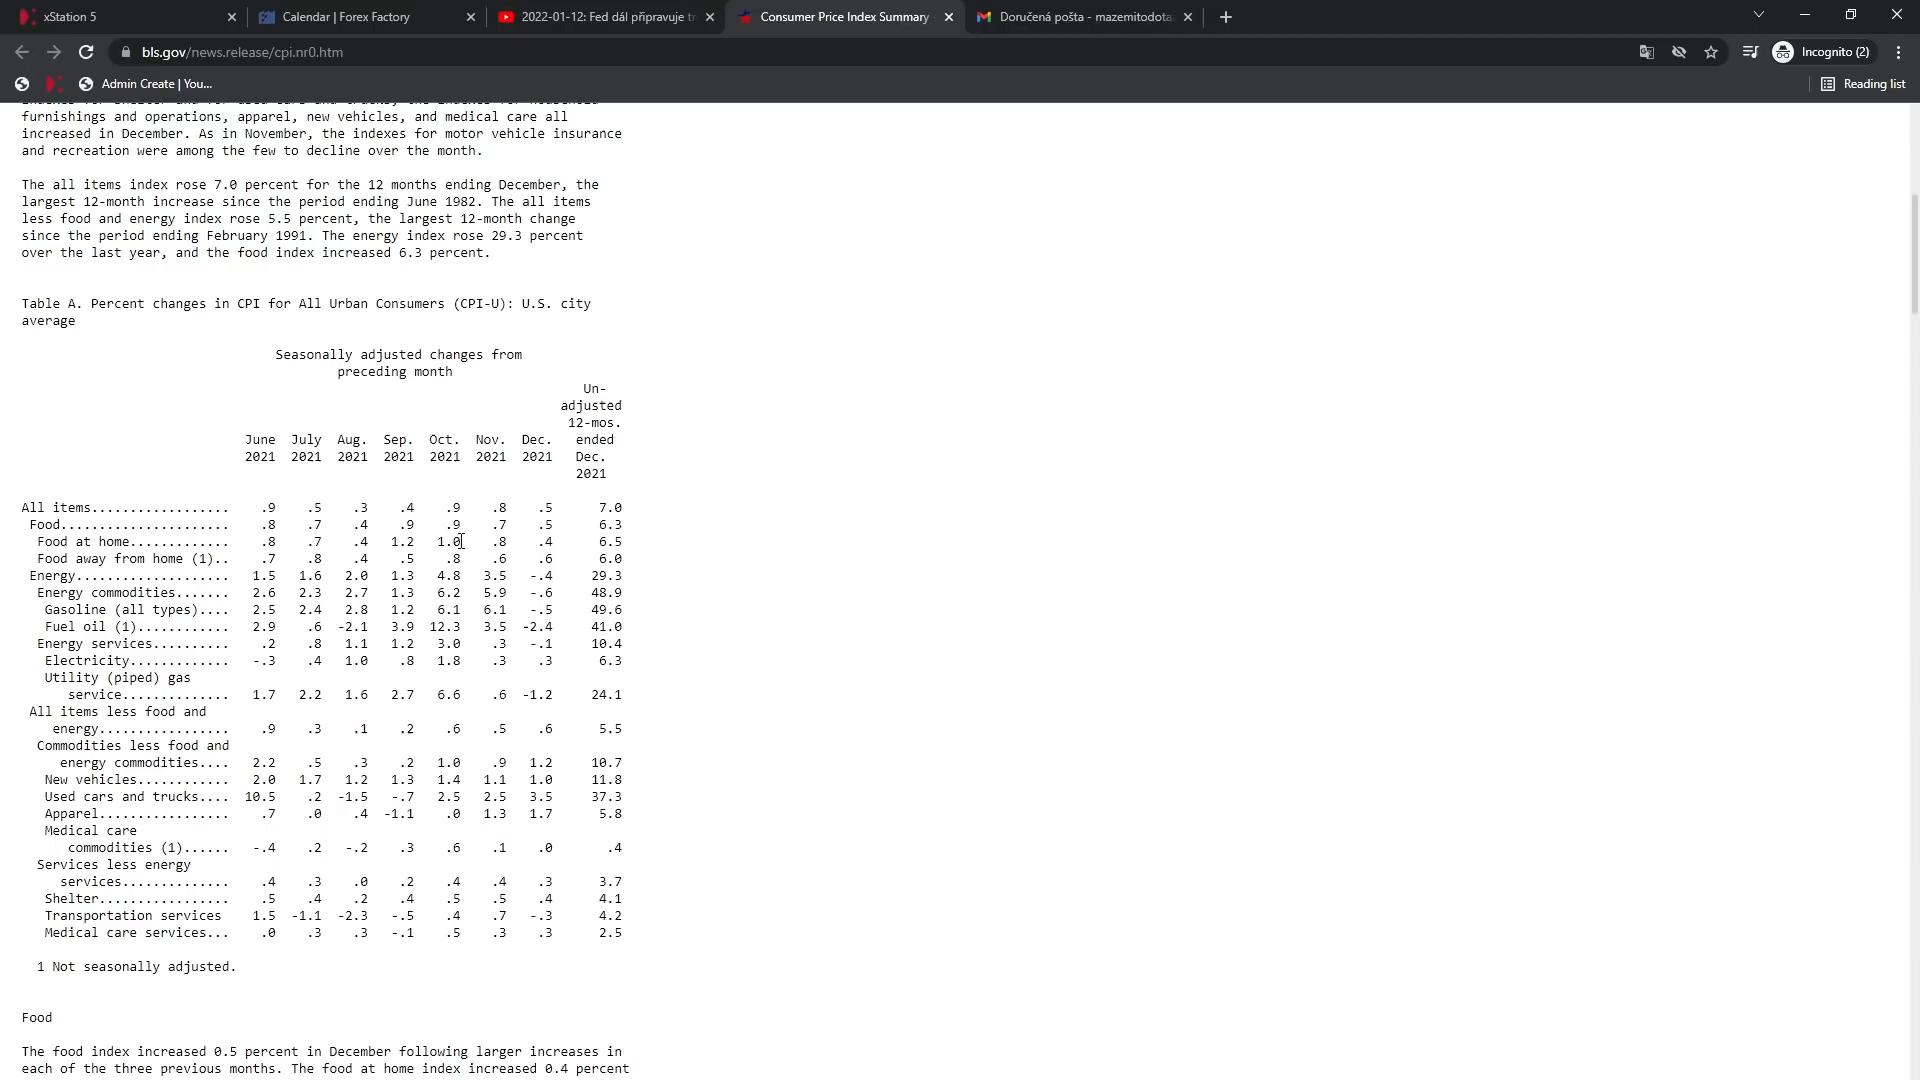 xStation 5
Calendar | Forex Factory
2022-01-12: Fed dál připravuje tr
Consumer Price Index Summary
Doručená pošta - mazemitodota
bls.gov/news.release/cpi.nr0.htm
Incognito (2)
Admin Create | You...
Reading list
furnishings and operations, apparel, new vehicles, and medical care all
increased in December. As in November, the indexes for motor vehicle insurance
and recreation were among the few to decline over the month.
The all items index rose 7.0 percent for the 12 months ending December, the
largest 12-month increase since the period ending June 1982. The all items
less food and energy index rose 5.5 percent, the largest 12-month change
since the period ending February 1991. The energy index rose 29.3 percent
over the last year, and the food index increased 6.3 percent.
Table A. Percent changes in CPI for All Urban Consumers (CPI-U): U.S. city
average
Seasonally adjusted changes from
preceding month
Un-
adjusted
12-mos.
June July Aug. Sep. Oct. Nov. Dec. ended
2021 2021 2021 2021 2021 2021 2021 Dec.
2021
All items.................. .9 .5 .3 .4 .9 .8 .5 7.0
Food...................... .8 .7 .4 .9 .9 .7 .5 6.3
Food at home............. .8 .7 .4 1.2 1.0 .8 .4 6.5
Food away from home (1).. .7 .8 .4 .5 .8 .6 .6 6.0
Energy.................... 1.5 1.6 2.0 1.3 4.8 3.5 -.4 29.3
Energy commodities....... 2.6 2.3 2.7 1.3 6.2 5.9 -.6 48.9
Gasoline (all types).... 2.5 2.4 2.8 1.2 6.1 6.1 -.5 49.6
Fuel oil (1)............ 2.9 .6 -2.1 3.9 12.3 3.5 -2.4 41.0
Energy services.......... .2 .8 1.1 1.2 3.0 .3 -.1 10.4
Electricity............. -.3 .4 1.0 .8 1.8 .3 .3 6.3
Utility (piped) gas
service.............. 1.7 2.2 1.6 2.7 6.6 .6 -1.2 24.1
All items less food and
energy................. .9 .3 .1 .2 .6 .5 .6 5.5
Commodities less food and
energy commodities.... 2.2 .5 .3 .2 1.0 .9 1.2 10.7
New vehicles............ 2.0 1.7 1.2 1.3 1.4 1.1 1.0 11.8
Used cars and trucks.... 10.5 .2 -1.5 -.7 2.5 2.5 3.5 37.3
Apparel................. .7 .0 .4 -1.1 .0 1.3 1.7 5.8
Medical care
commodities (1)...... -.4 .2 -.2 .3 .6 .1 .0 .4
Services less energy
services.............. .4 .3 .0 .2 .4 .4 .3 3.7
Shelter................. .5 .4 .2 .4 .5 .5 .4 4.1
Transportation services 1.5 -1.1 -2.3 -.5 .4 .7 -.3 4.2
Medical care services... .0 .3 .3 -.1 .5 .3 .3 2.5
1 Not seasonally adjusted.
Food
The food index increased 0.5 percent in December following larger increases in
each of the three previous months. The food at home index increased 0.4 percent